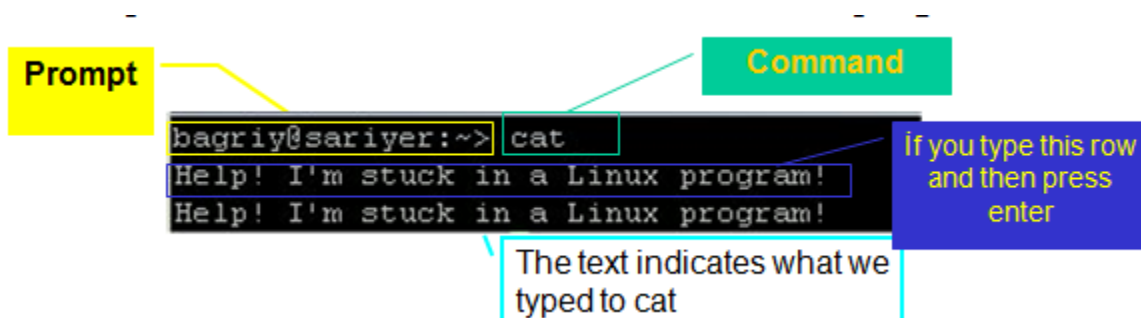 Prompt
Command
bagriy@sariyer:~> cat
Help! I'm stuck in a Linux program!
Help! I'm stuck in a Linux program!
İf you type this row
and then press
enter
The text indicates what we
typed to cat